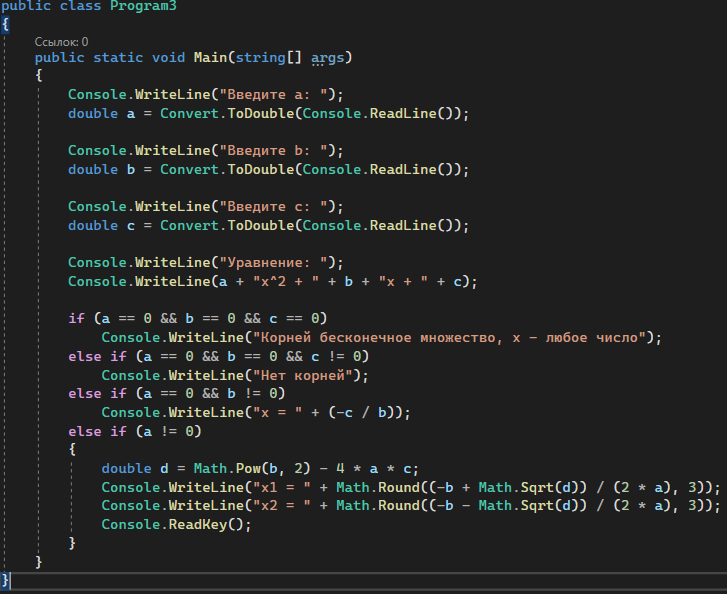 public class Program3
{
Ссылок: 0
public static void Main(string[] args)
{
Console.WriteLine("Введите a: ");
double a = Convert.ToDouble(Console.ReadLine());
Console.WriteLine("Введите b: ");
double b = Convert.ToDouble(Console.ReadLine());
Console.WriteLine("Введите c: ");
double c = Convert.ToDouble(Console.ReadLine());
Console.WriteLine("Уравнение: ");
Console.WriteLine(a + "x^2 + " + b + "x + " + c);
if (a == 0 && b == 0 && c == 0)
Console.WriteLine("Корней бесконечное множество, x - любое число");
else if (a == 0 && b == 0 && c != 0)
Console.WriteLine("Нет корней");
else if (a == 0 && b != 0)
Console.WriteLine("x = " + (-c / b));
else if (a != 0)
{
double d = Math.Pow(b, 2) - 4 * a * c;
Console.WriteLine("x1 = " + Math.Round((-b + Math.Sqrt(d)) / (2 * a), 3));
Console.WriteLine("x2 = " + Math.Round((-b - Math.Sqrt(d)) / (2 * a), 3));
Console.ReadKey();
}
}
}